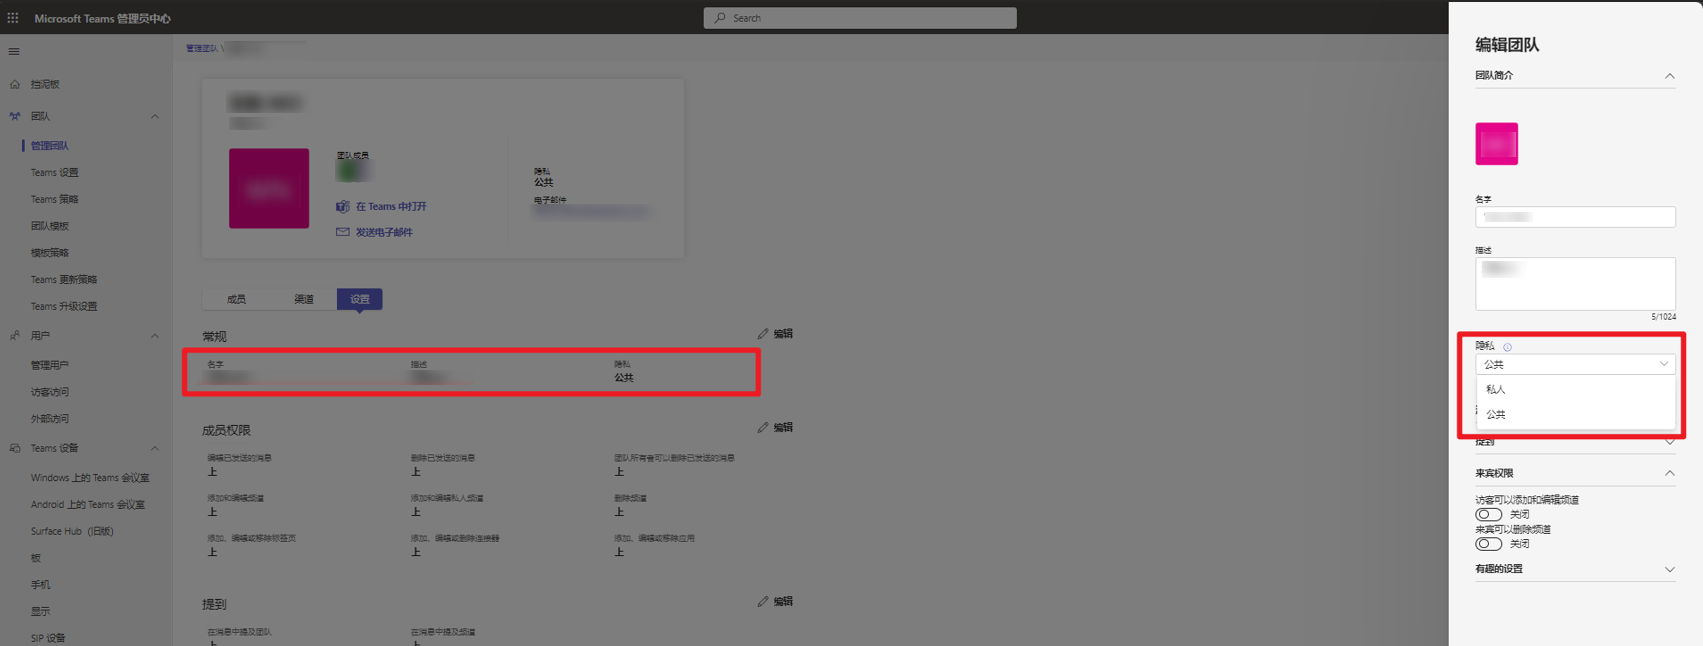 Microsoft Teams 管理员中心
Search
管理团队 \
挡泥板
团队
管理团队
Teams 设置
Teams 策略
团队模板
模板策略
Teams 更新策略
Teams 升级设置
用户
管理用户
访客访问
外部访问
Teams 设备
Windows 上的 Teams 会议室
Android 上的 Teams 会议室
Surface Hub（旧版）
板
手机
显示
SIP 设备
团队成员
在 Teams 中打开
发送电子邮件
隐私
公共
电子邮件
成员 渠道 设置
常规 编辑
名字 描述 隐私
公共
成员权限 编辑
编辑已发送的消息 删除已发送的消息 团队所有者可以删除已发送的消息
上 上 上
添加和编辑频道 添加和编辑私人频道 删除频道
上 上 上
添加、编辑或移除标签页 添加、编辑或删除连接器 添加、编辑或移除应用
上 上 上
提到 编辑
在消息中提及团队 在消息中提及频道
上 上
编辑团队
团队简介
名字
描述
5/1024
隐私
公共
私人
公共
提到
来宾权限
访客可以添加和编辑频道
关闭
来宾可以删除频道
关闭
有趣的设置